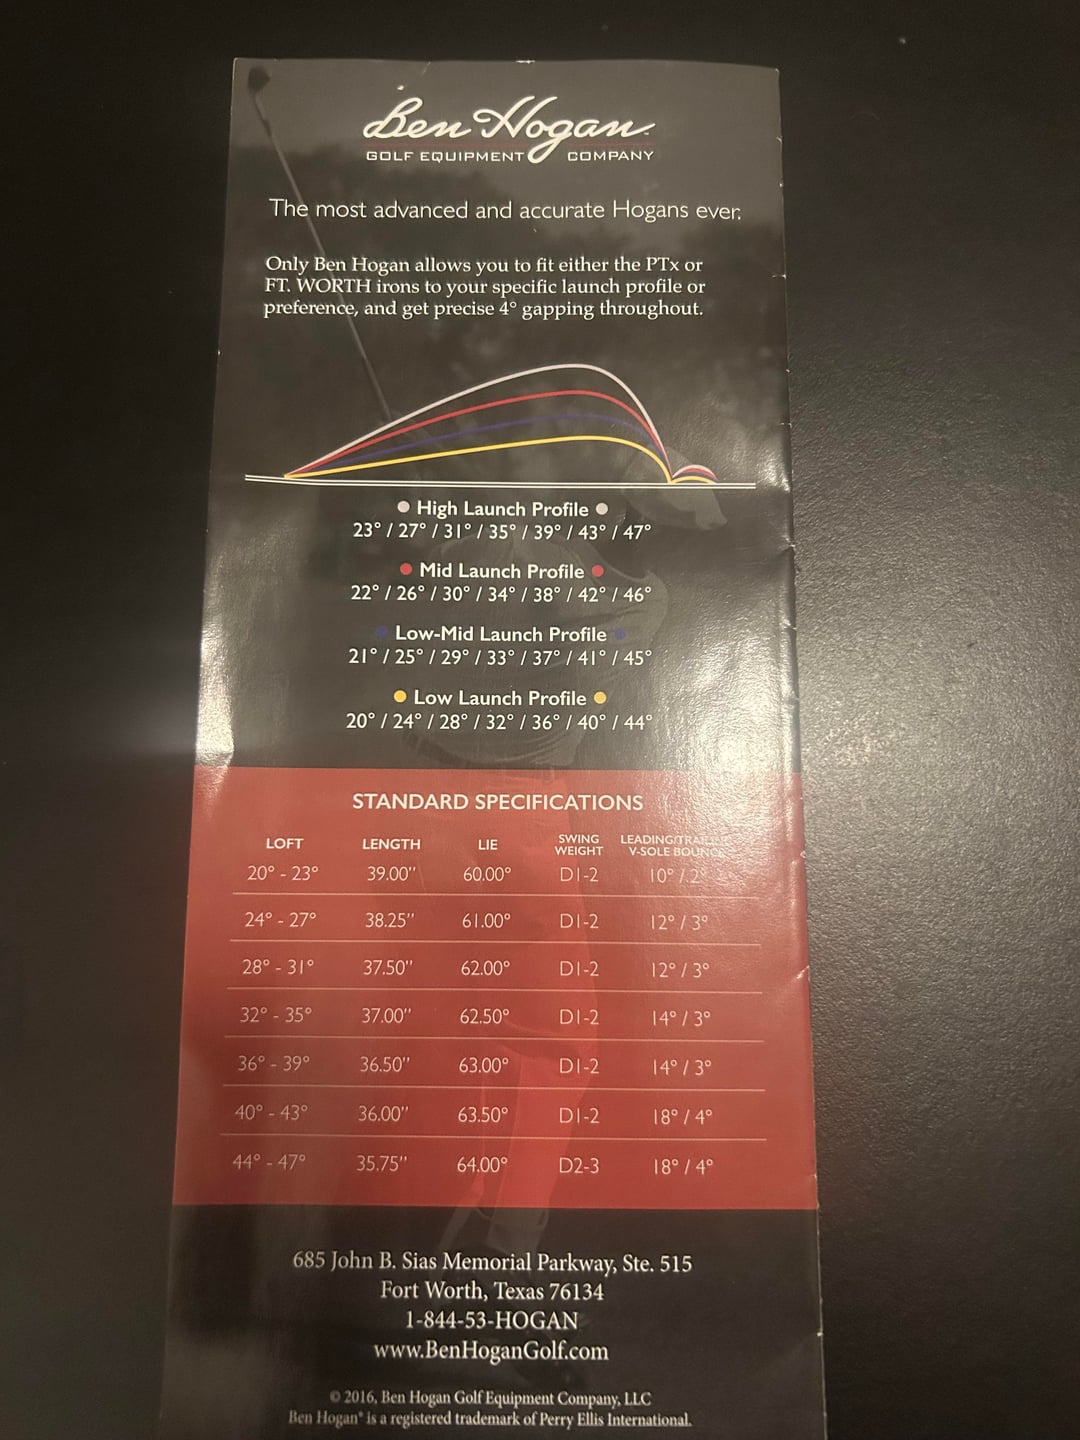 Ben Hogan
GOLF EQUIPMENT COMPANY
The most advanced and accurate Hogans ever.
Only Ben Hogan allows you to fit either the PTx or
FT. WORTH irons to your specific launch profile or
preference, and get precise 4° gapping throughout.
High Launch Profile
23° / 27° / 31° / 35° / 39° / 43° / 47°
Mid Launch Profile
22° / 26° / 30° / 34° / 38° / 42° / 46°
Low-Mid Launch Profile
21° / 25° / 29° / 33° / 37° / 41° / 45°
Low Launch Profile
20° / 24° / 28° / 32° / 36° / 40° / 44°
STANDARD SPECIFICATIONS
LOFT LENGTH LIE SWING WEIGHT LEADING/TRAILING V-SOLE BOUNCE
20° - 23° 39.00" 60.00° D1-2 10° / 2°
24° - 27° 38.25" 61.00° D1-2 12° / 3°
28° - 31° 37.50" 62.00° D1-2 12° / 3°
32° - 35° 37.00" 62.50° D1-2 14° / 3°
36° - 39° 36.50" 63.00° D1-2 14° / 3°
40° - 43° 36.00" 63.50° D1-2 18° / 4°
44° - 47° 35.75" 64.00° D2-3 18° / 4°
685 John B. Sias Memorial Parkway, Ste. 515
Fort Worth, Texas 76134
1-844-53-HOGAN
www.BenHoganGolf.com
© 2016, Ben Hogan Golf Equipment Company, LLC
Ben Hogan® is a registered trademark of Perry Ellis International.